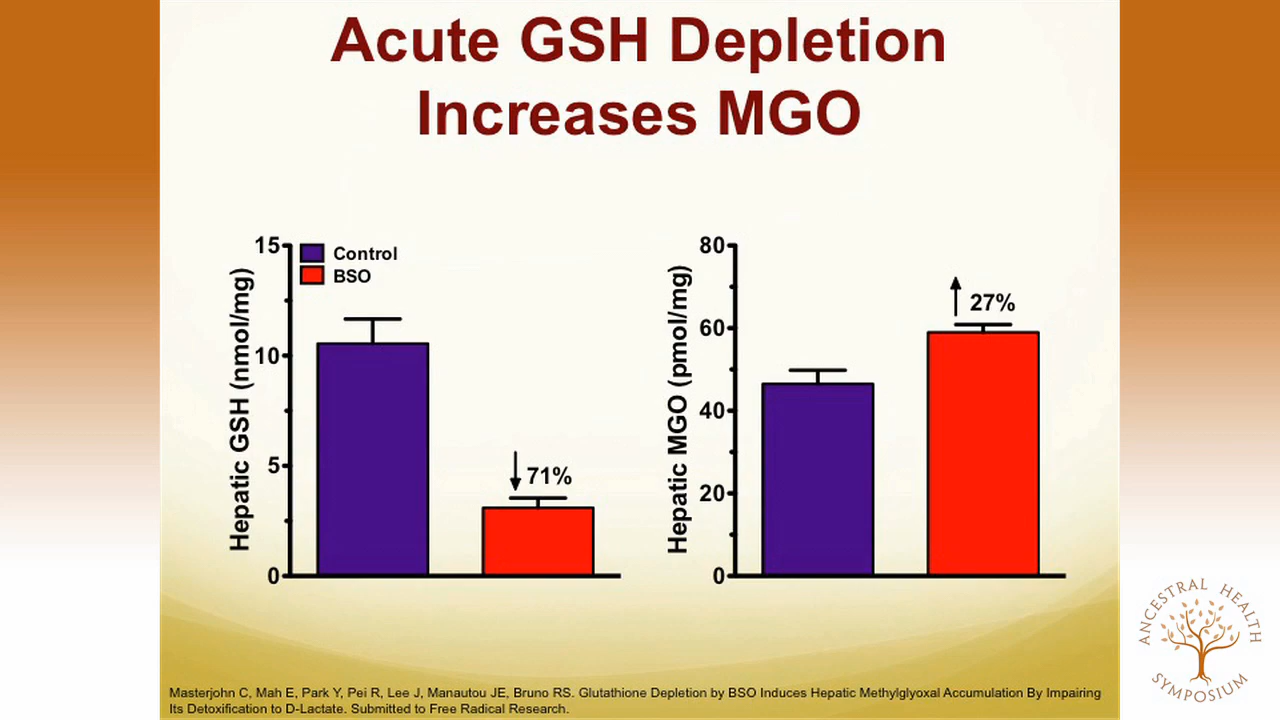 Acute GSH Depletion
Increases MGO
Hepatic GSH (nmol/mg)
15
10
5
0
Control
BSO
71%
Hepatic MGO (pmol/mg)
80
60
40
20
0
27%
Masterjohn C, Mah E, Park Y, Pei R, Lee J, Manautou JE, Bruno RS. Glutathione Depletion by BSO Induces Hepatic Methylglyoxal Accumulation By Impairing
Its Detoxification to D-Lactate. Submitted to Free Radical Research.
ANCESTRAL HEALTH
SYMPOSIUM